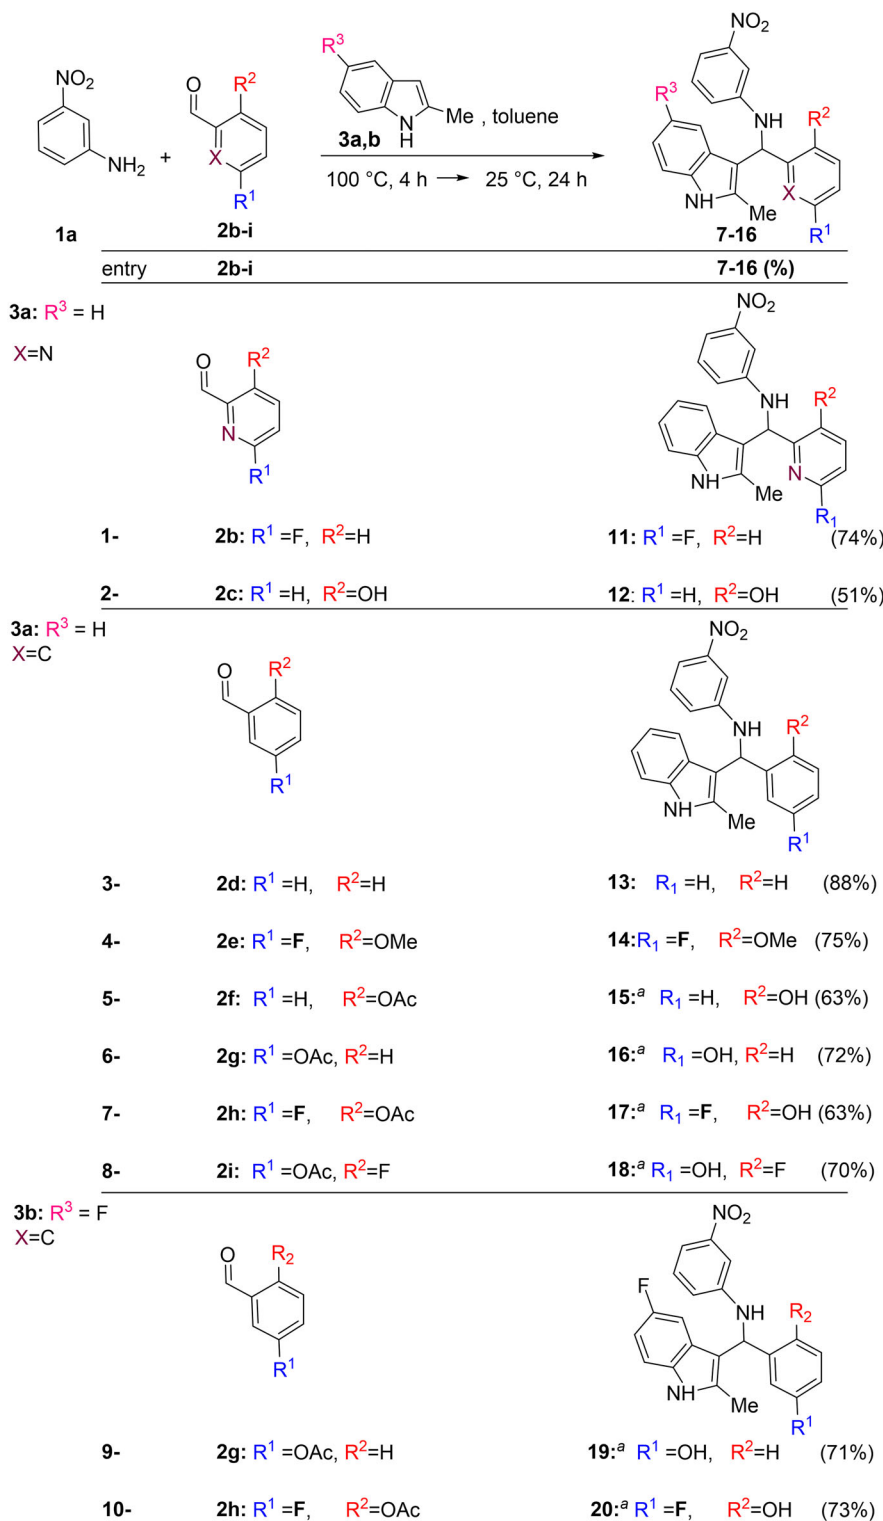 NO₂
NH₂
1a
+
O
R²
X
R¹
2b-i
R³
N
H
Me , toluene
3a,b
100 °C, 4 h → 25 °C, 24 h
NO₂
R³
NH
R²
NH
Me
X
R¹
7-16
entry 2b-i 7-16 (%)
3a: R³ = H
X=N
O
R²
N
R¹
NO₂
NH
R²
NH
Me
N
R₁
1- 2b: R¹ =F, R²=H 11: R¹ =F, R²=H (74%)
2- 2c: R¹ =H, R²=OH 12: R¹ =H, R²=OH (51%)
3a: R³ = H
X=C
O
R²
R¹
NO₂
NH
R²
NH
Me
R¹
3- 2d: R¹ =H, R²=H 13: R₁ =H, R²=H (88%)
4- 2e: R¹ =F, R²=OMe 14:R₁ =F, R²=OMe (75%)
5- 2f: R¹ =H, R²=OAc 15:ᵃ R₁ =H, R²=OH (63%)
6- 2g: R¹ =OAc, R²=H 16:ᵃ R₁ =OH, R²=H (72%)
7- 2h: R¹ =F, R²=OAc 17:ᵃ R₁ =F, R²=OH (63%)
8- 2i: R¹ =OAc, R²=F 18:ᵃ R₁ =OH, R²=F (70%)
3b: R³ = F
X=C
O
R₂
R¹
NO₂
F
NH
R₂
NH
Me
R¹
9- 2g: R¹ =OAc, R²=H 19:ᵃ R¹ =OH, R²=H (71%)
10- 2h: R¹ =F, R²=OAc 20:ᵃ R¹ =F, R²=OH (73%)